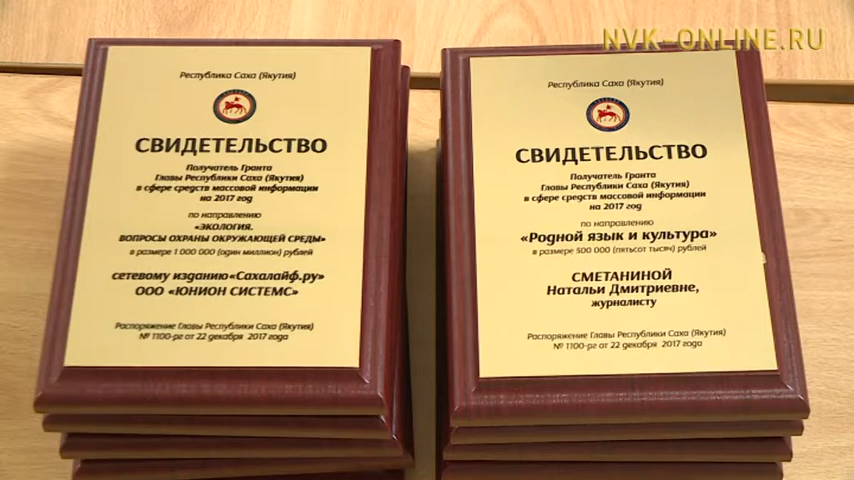 NVK-ONLINE.RU
Республика Саха (Якутия)
СВИДЕТЕЛЬСТВО
Получатель Гранта
Главы Республики Саха (Якутия)
в сфере средств массовой информации
на 2017 год
по направлению
«ЭКОЛОГИЯ.
ВОПРОСЫ ОХРАНЫ ОКРУЖАЮЩЕЙ СРЕДЫ»
в размере 1 000 000 (один миллион) рублей
сетевому изданию«Сахалайф.ру»
ООО «ЮНИОН СИСТЕМС»
Распоряжение Главы Республики Саха (Якутия)
№ 1100-рг от 22 декабря 2017 года
Республика Саха (Якутия)
СВИДЕТЕЛЬСТВО
Получатель Гранта
Главы Республики Саха (Якутия)
в сфере средств массовой информации
на 2017 год
по направлению
«Родной язык и культура»
в размере 500 000 (пятьсот тысяч) рублей
СМЕТАНИНОЙ
Натальи Дмитриевне,
журналисту
Распоряжение Главы Республики Саха (Якутия)
№ 1100-рг от 22 декабря 2017 года